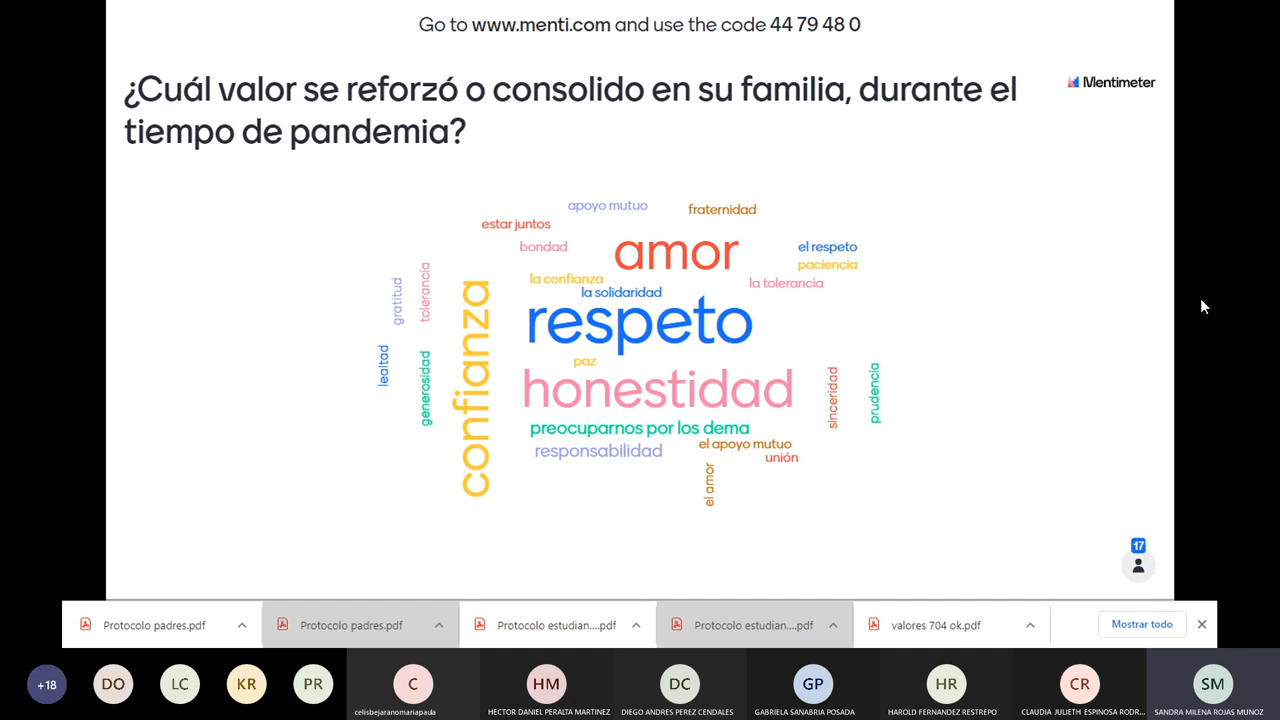 Go to www.menti.com and use the code 44 79 48 0
¿Cuál valor se reforzó o consolido en su familia, durante el
tiempo de pandemia?
Mentimeter
apoyo mutuo
fraternidad
estar juntos
bondad
amor
el respeto
paciencia
la confianza
la tolerancia
la solidaridad
gratitud
tolerancia
confianza
respeto
paz
lealtad
generosidad
honestidad
sinceridad
prudencia
preocuparnos por los dema
el apoyo mutuo
responsabilidad
unión
el amor
17
Protocolo padres.pdf
Protocolo padres.pdf
Protocolo estudian....pdf
Protocolo estudian....pdf
valores 704 ok.pdf
Mostrar todo
+18
DO
LC
KR
PR
C
HM
DC
GP
HR
CR
SM
celisbejaranomariapaula
HECTOR DANIEL PERALTA MARTINEZ
DIEGO ANDRES PEREZ CENDALES
GABRIELA SANABRIA POSADA
HAROLD FERNANDEZ RESTREPO
CLAUDIA JULIETH ESPINOSA RODR...
SANDRA MILENA ROJAS MUNOZ